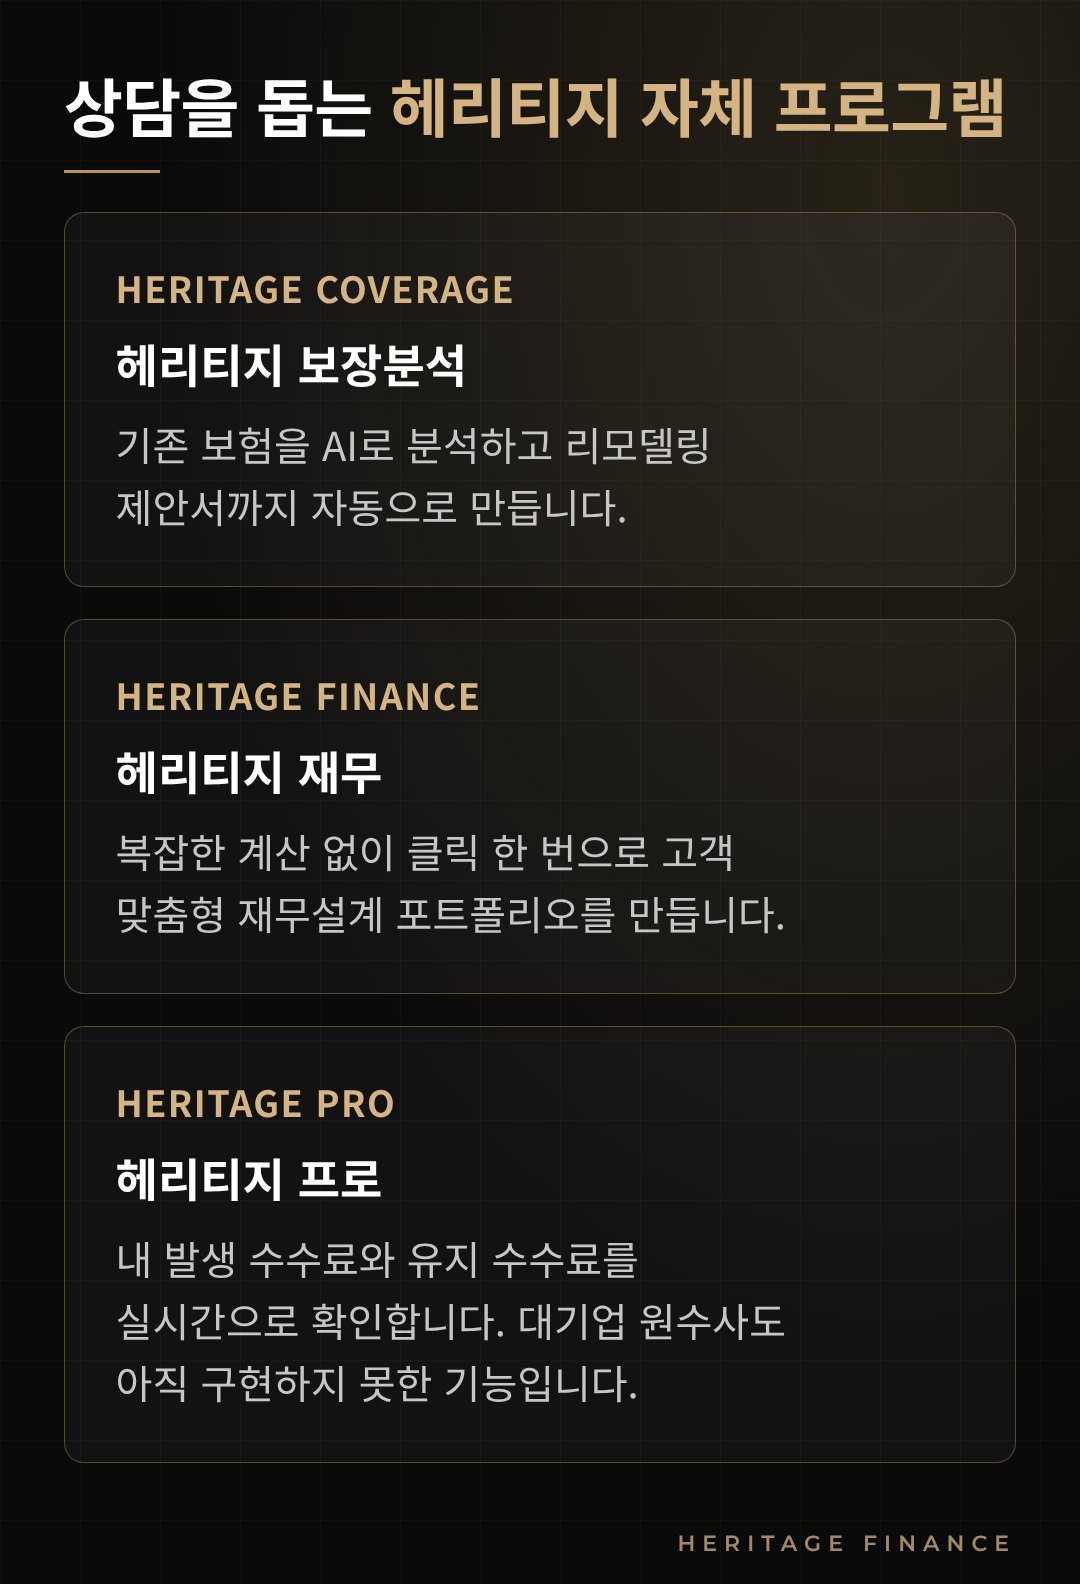 상담을 돕는 헤리티지 자체 프로그램
HERITAGE COVERAGE
헤리티지 보장분석
기존 보험을 AI로 분석하고 리모델링
제안서까지 자동으로 만듭니다.
HERITAGE FINANCE
헤리티지 재무
복잡한 계산 없이 클릭 한 번으로 고객
맞춤형 재무설계 포트폴리오를 만듭니다.
HERITAGE PRO
헤리티지 프로
내 발생 수수료와 유지 수수료를
실시간으로 확인합니다. 대기업 원수사도
아직 구현하지 못한 기능입니다.
HERITAGE FINANCE